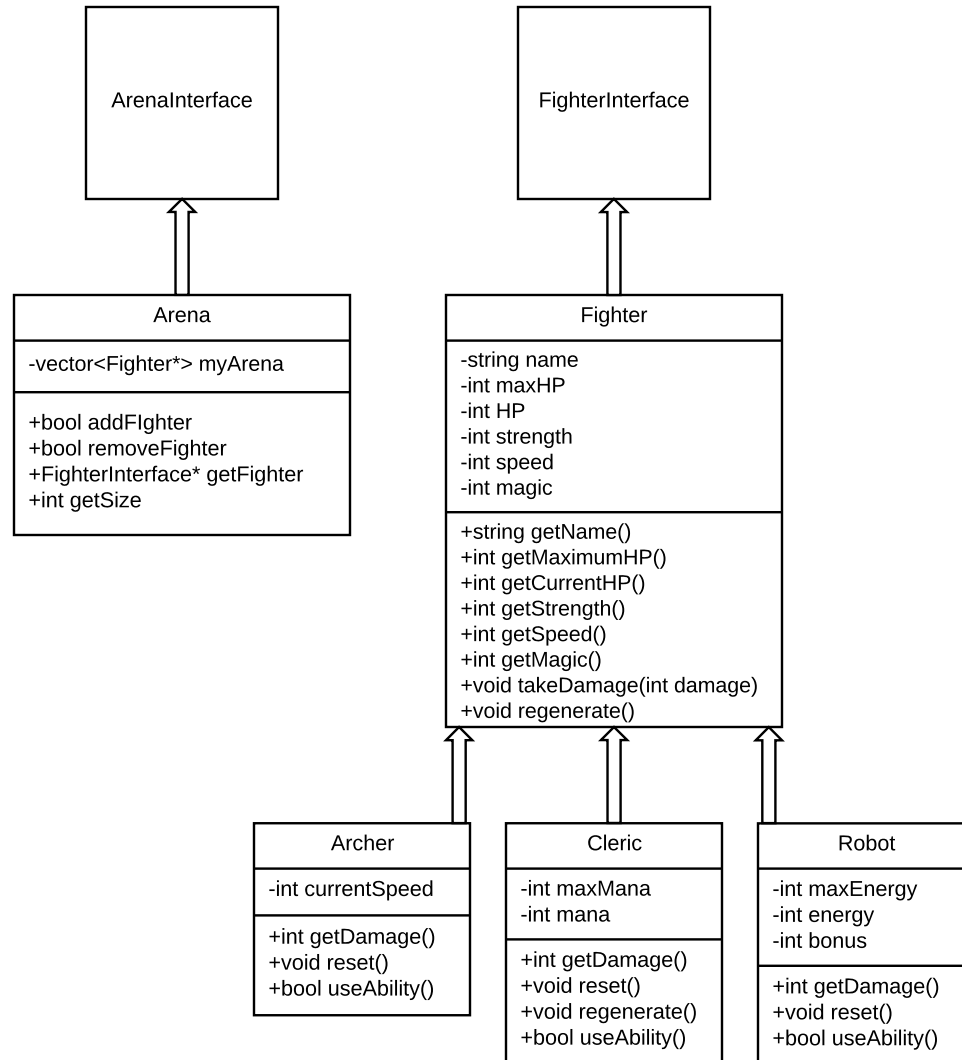 ArenaInterface
FighterInterface
Arena
-vector<Fighter*> myArena
+bool addFIghter
+bool removeFighter
+FighterInterface* getFighter
+int getSize
Fighter
-string name
-int maxHP
-int HP
-int strength
-int speed
-int magic
+string getName()
+int getMaximumHP()
+int getCurrentHP()
+int getStrength()
+int getSpeed()
+int getMagic()
+void takeDamage(int damage)
+void regenerate()
Archer
-int currentSpeed
+int getDamage()
+void reset()
+bool useAbility()
Cleric
-int maxMana
-int mana
+int getDamage()
+void reset()
+void regenerate()
+bool useAbility()
Robot
-int maxEnergy
-int energy
-int bonus
+int getDamage()
+void reset()
+bool useAbility()